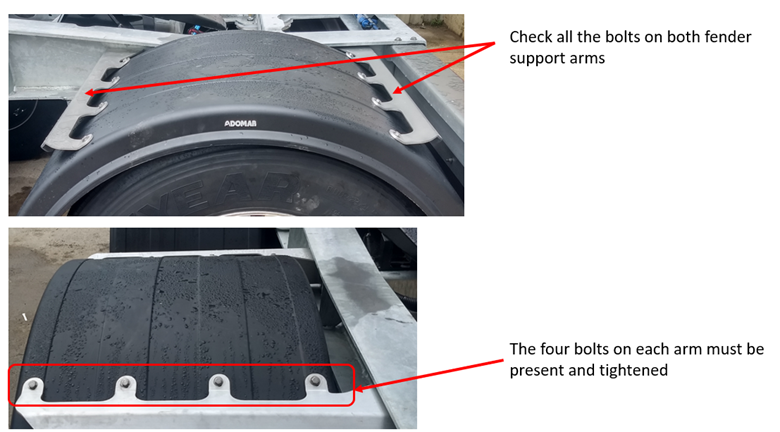 Check all the bolts on both fender
support arms
ADOMAR
The four bolts on each arm must be
present and tightened